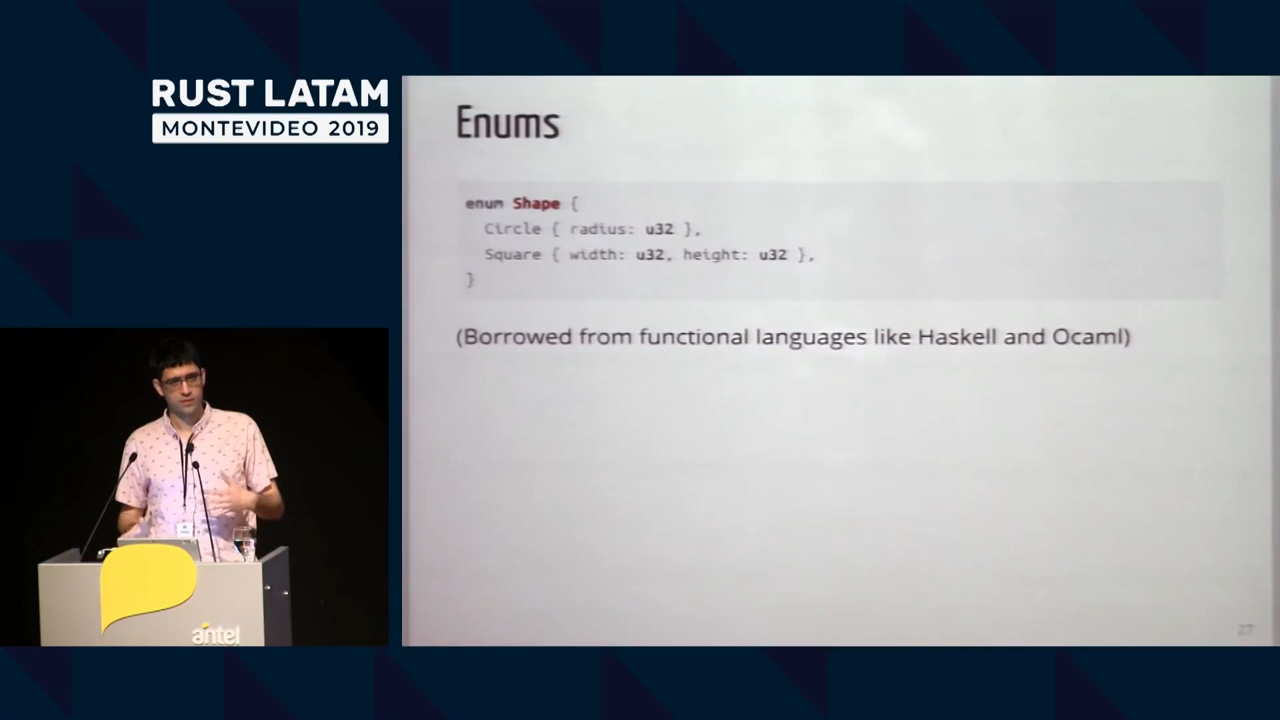 RUST LATAM
MONTEVIDEO 2019
Enums
enum Shape {
Circle { radius: u32 },
Square { width: u32, height: u32 },
}
(Borrowed from functional languages like Haskell and Ocaml)
27
antel